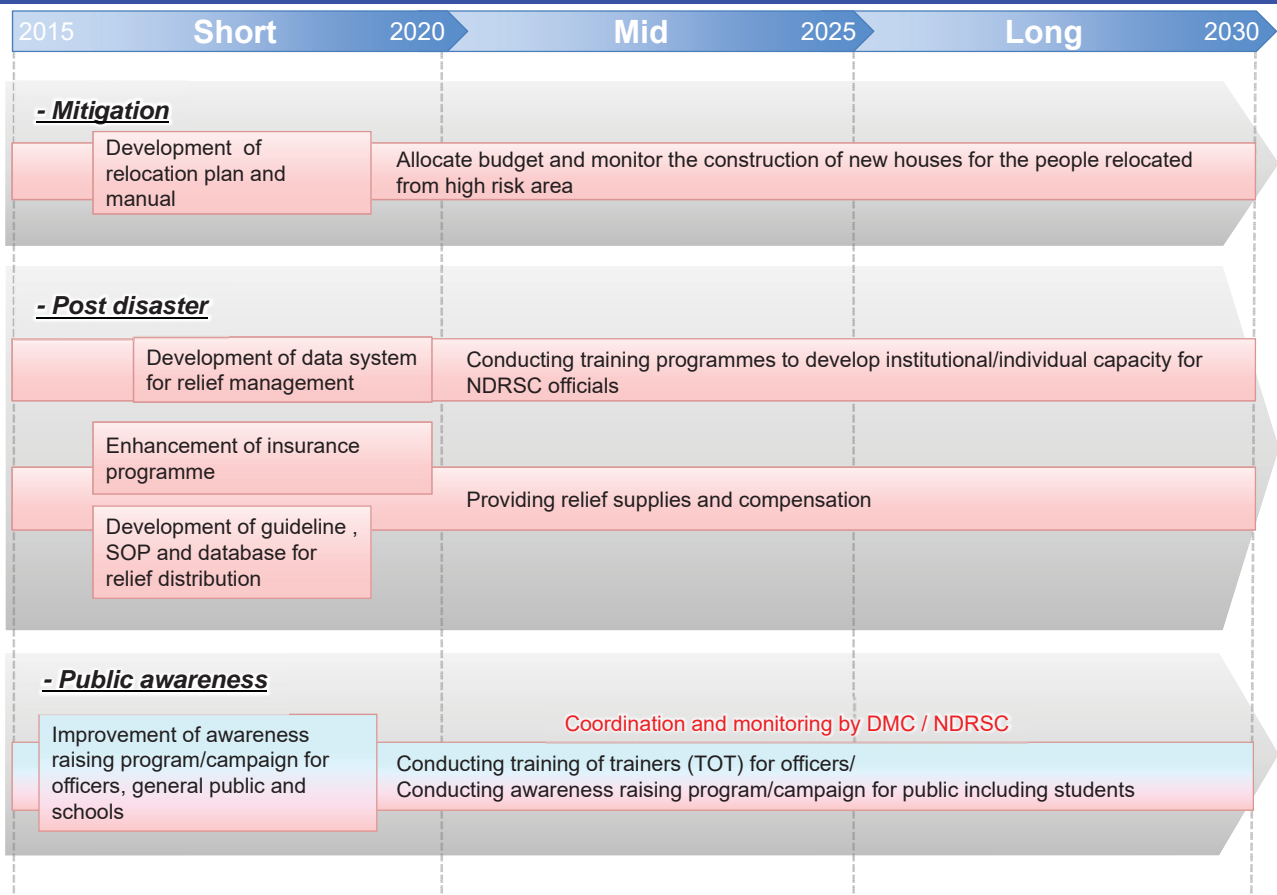 2015 Short 2020 Mid 2025 Long 2030
- Mitigation
Development of
relocation plan and
manual
Allocate budget and monitor the construction of new houses for the people relocated
from high risk area
- Post disaster
Development of data system
for relief management
Conducting training programmes to develop institutional/individual capacity for
NDRSC officials
Enhancement of insurance
programme
Providing relief supplies and compensation
Development of guideline ,
SOP and database for
relief distribution
- Public awareness
Improvement of awareness
raising program/campaign for
officers, general public and
schools
Coordination and monitoring by DMC / NDRSC
Conducting training of trainers (TOT) for officers/
Conducting awareness raising program/campaign for public including students